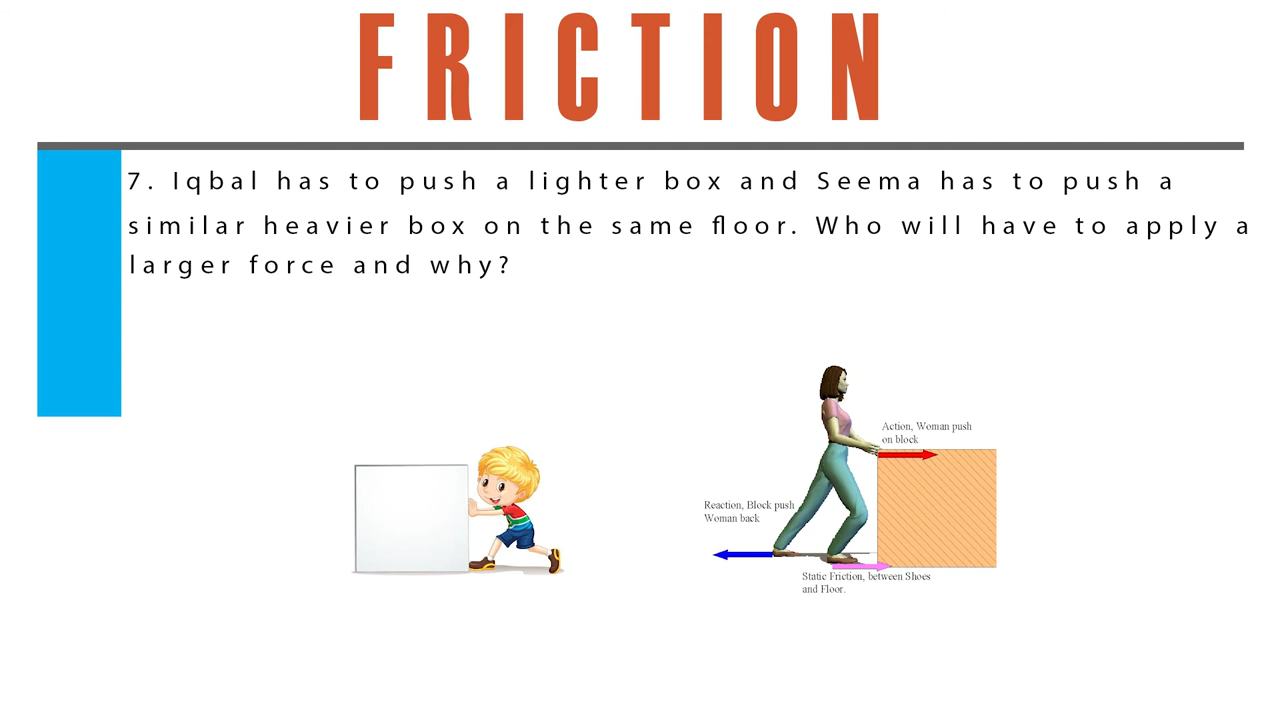 FRICTION
7. Iqbal has to push a lighter box and Seema has to push a
similar heavier box on the same floor. Who will have to apply a
larger force and why?
Action, Woman push
on block
Reaction, Block push
Woman back
Static Friction, between Shoes
and Floor.